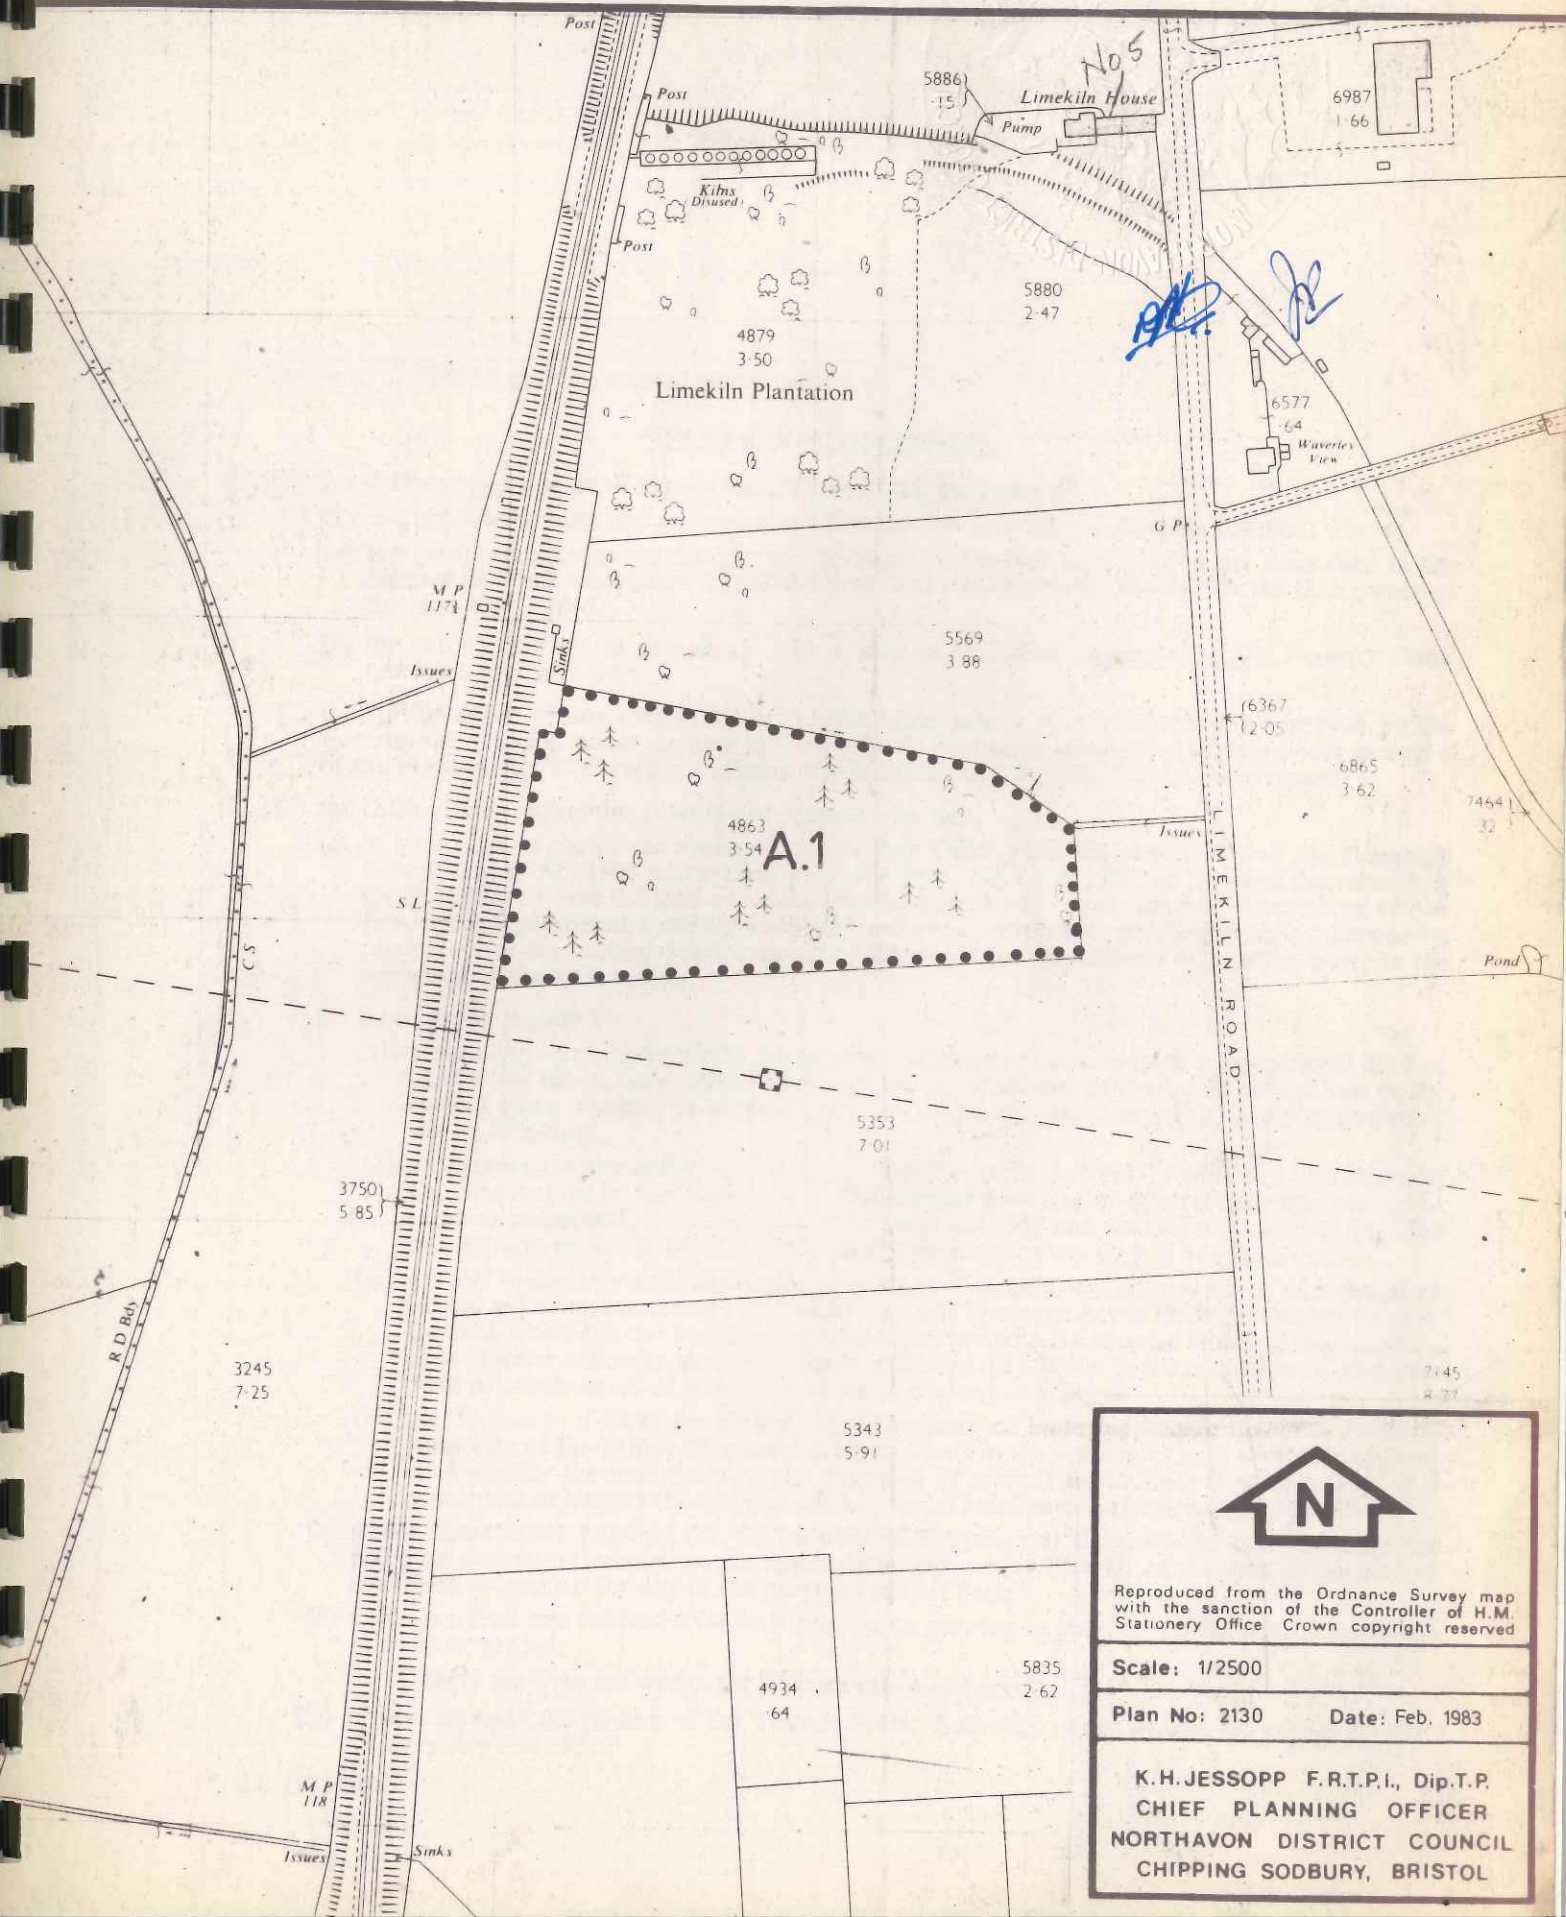 Post
No 5
5886
·15
Limekiln House
Pump
6987
1·66
Post
Kilns
Disused
Post
5880
2·47
4879
3·50
Limekiln Plantation
6577
·64
Waverley
View
G P
M P
Sinks
5569
3·88
Issues
6367
2·05
6865
3·62
7464
·32
4863
3·54
A.1
Issues
S L
C S
LIMEKILN ROAD
Pond
5353
7·01
3750
5·85
R D Bdy
3245
7·25
5343
5·91
N
Reproduced from the Ordnance Survey map
with the sanction of the Controller of H.M.
Stationery Office Crown copyright reserved
Scale: 1/2500
Plan No: 2130 Date: Feb. 1983
K.H.JESSOPP F.R.T.P.I., Dip.T.P.
CHIEF PLANNING OFFICER
NORTHAVON DISTRICT COUNCIL
CHIPPING SODBURY, BRISTOL
5835
2·62
4934
·64
M P
118
Issues
Sinks